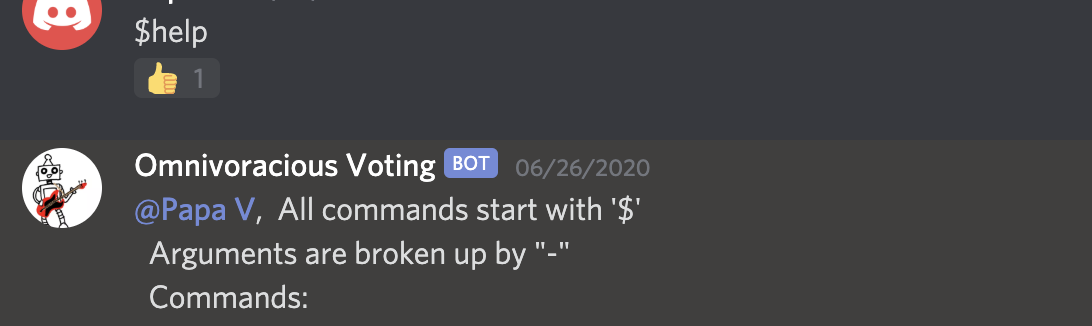 $help
👍 1
Omnivoracious Voting BOT 06/26/2020
@Papa V,  All commands start with '$'
Arguments are broken up by "-"
Commands: